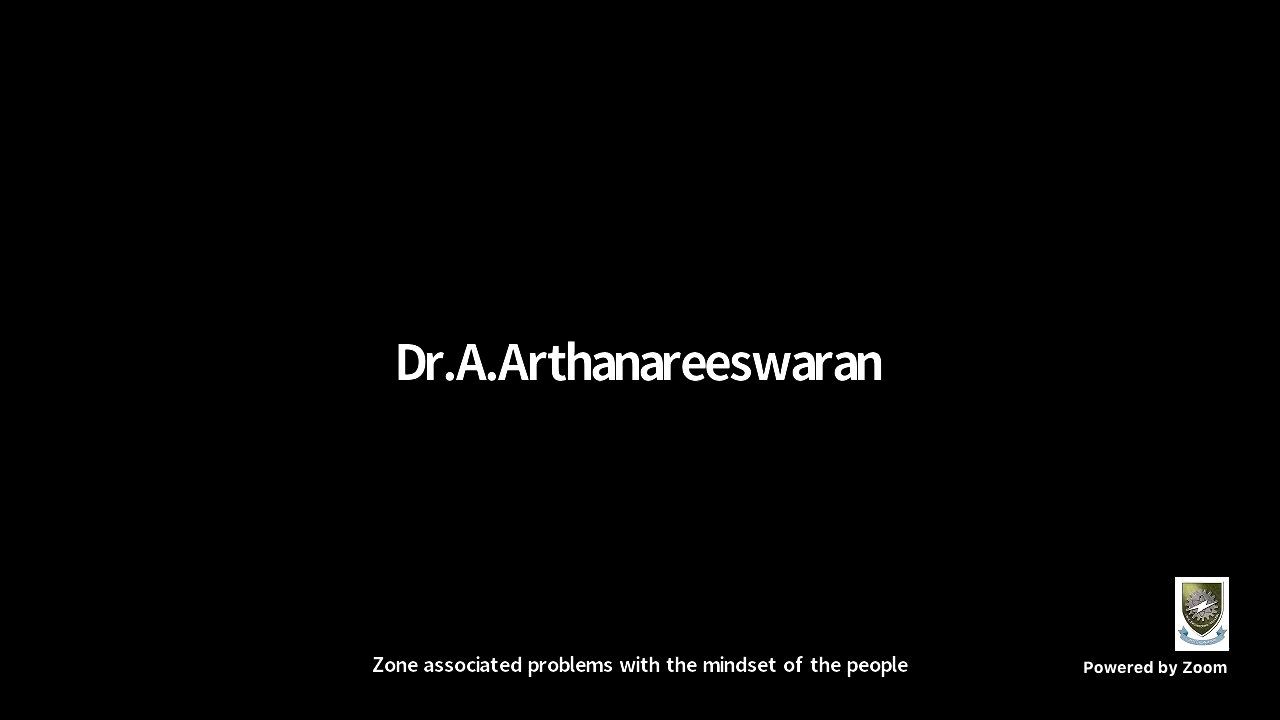 Dr.A.Arthanareeswaran
Zone associated problems with the mindset of the people
Powered by Zoom